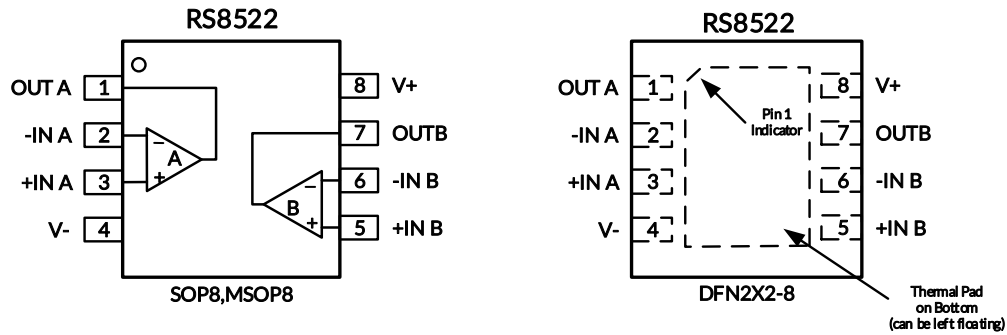 RS8522
OUT A 1
8 V+
-IN A 2
7 OUTB
+IN A 3
6 -IN B
V- 4
5 +IN B
− A +
− B +
SOP8,MSOP8
RS8522
OUT A 1
8 V+
Pin 1
Indicator
-IN A 2
7 OUTB
+IN A 3
6 -IN B
V- 4
5 +IN B
DFN2X2-8
Thermal Pad
on Bottom
(can be left floating)